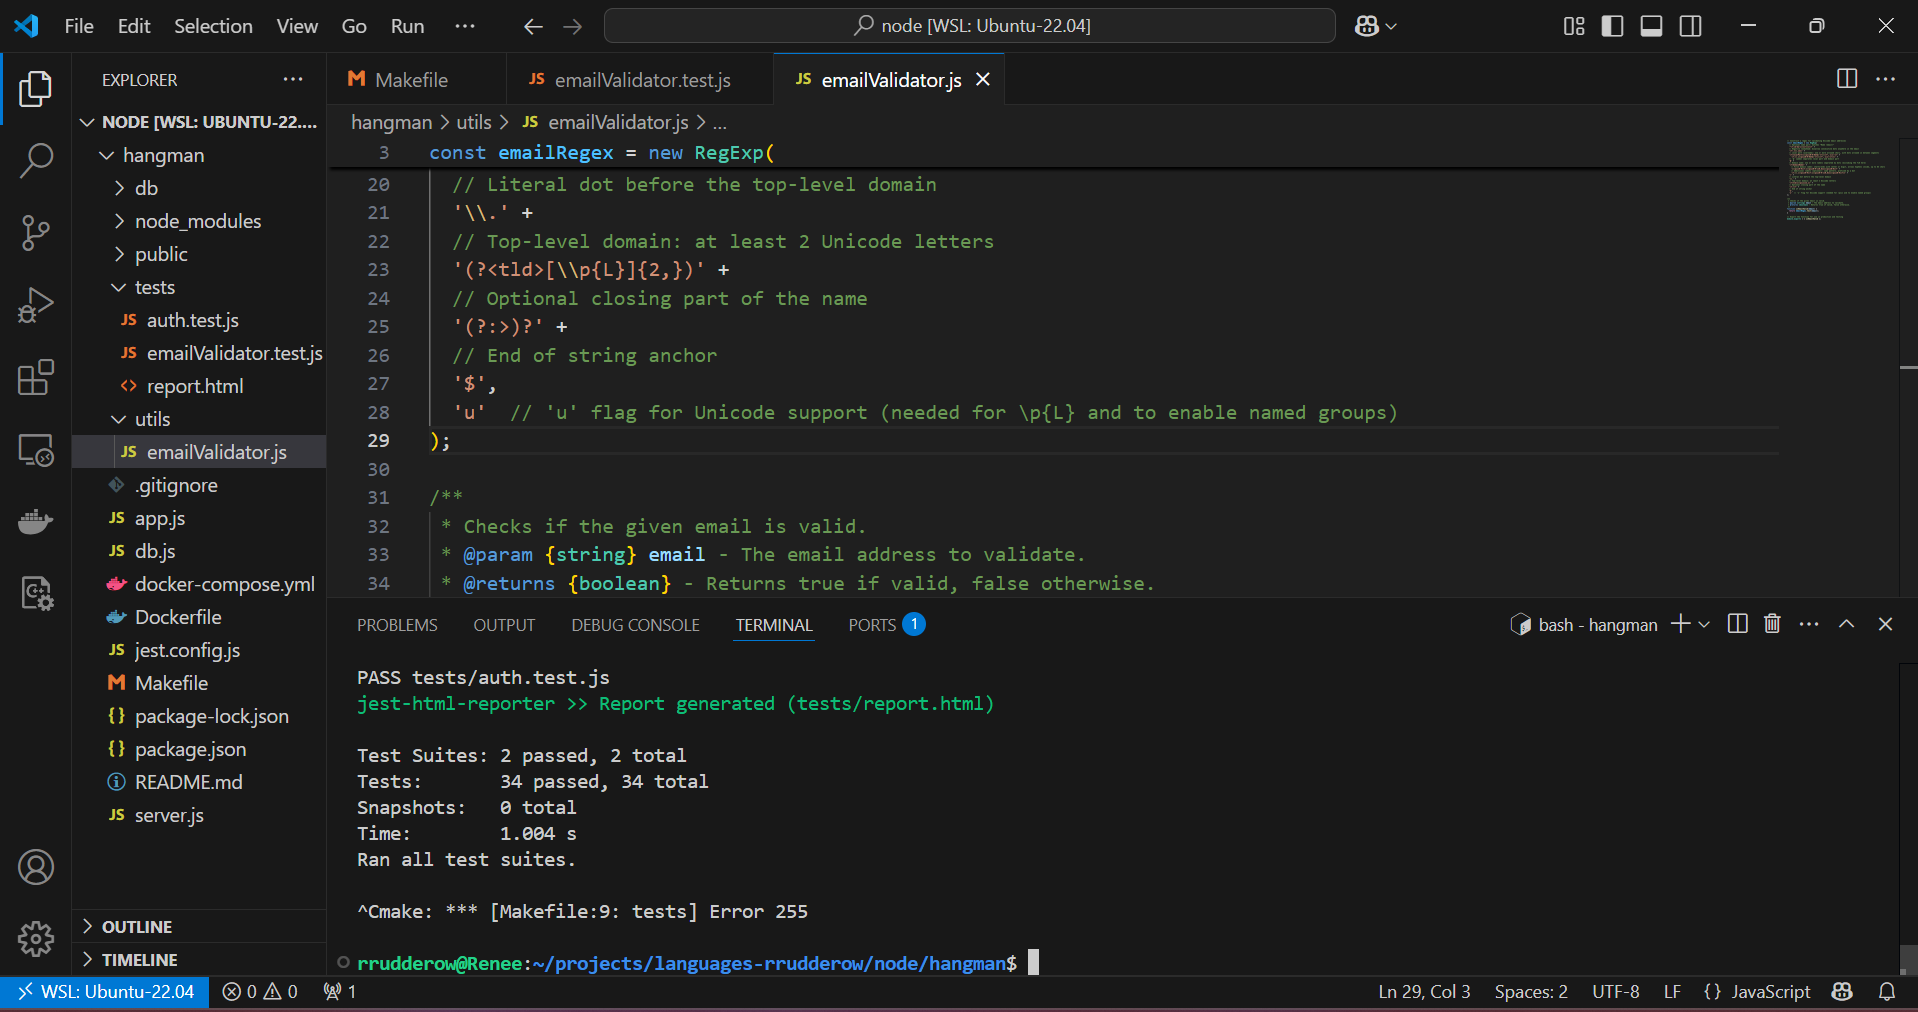 File Edit Selection View Go Run ...
node [WSL: Ubuntu-22.04]
EXPLORER ...
NODE [WSL: UBUNTU-22....
hangman
db
node_modules
public
tests
JS auth.test.js
JS emailValidator.test.js
<> report.html
utils
JS emailValidator.js
.gitignore
JS app.js
JS db.js
docker-compose.yml
Dockerfile
JS jest.config.js
M Makefile
{} package-lock.json
{} package.json
README.md
JS server.js
OUTLINE
TIMELINE
M Makefile
JS emailValidator.test.js
JS emailValidator.js
hangman > utils > JS emailValidator.js > ...
3 const emailRegex = new RegExp(
20 // Literal dot before the top-level domain
21 '\\.' +
22 // Top-level domain: at least 2 Unicode letters
23 '(?<tld>[\\p{L}]{2,})' +
24 // Optional closing part of the name
25 '(?:>)?' +
26 // End of string anchor
27 '$',
28 'u' // 'u' flag for Unicode support (needed for \p{L} and to enable named groups)
29 );
30
31 /**
32 * Checks if the given email is valid.
33 * @param {string} email - The email address to validate.
34 * @returns {boolean} - Returns true if valid, false otherwise.
PROBLEMS OUTPUT DEBUG CONSOLE TERMINAL PORTS 1
bash - hangman
PASS tests/auth.test.js
jest-html-reporter >> Report generated (tests/report.html)
Test Suites: 2 passed, 2 total
Tests: 34 passed, 34 total
Snapshots: 0 total
Time: 1.004 s
Ran all test suites.
^Cmake: *** [Makefile:9: tests] Error 255
rrudderow@Renee:~/projects/languages-rrudderow/node/hangman$
WSL: Ubuntu-22.04 0 0 1
Ln 29, Col 3 Spaces: 2 UTF-8 LF {} JavaScript